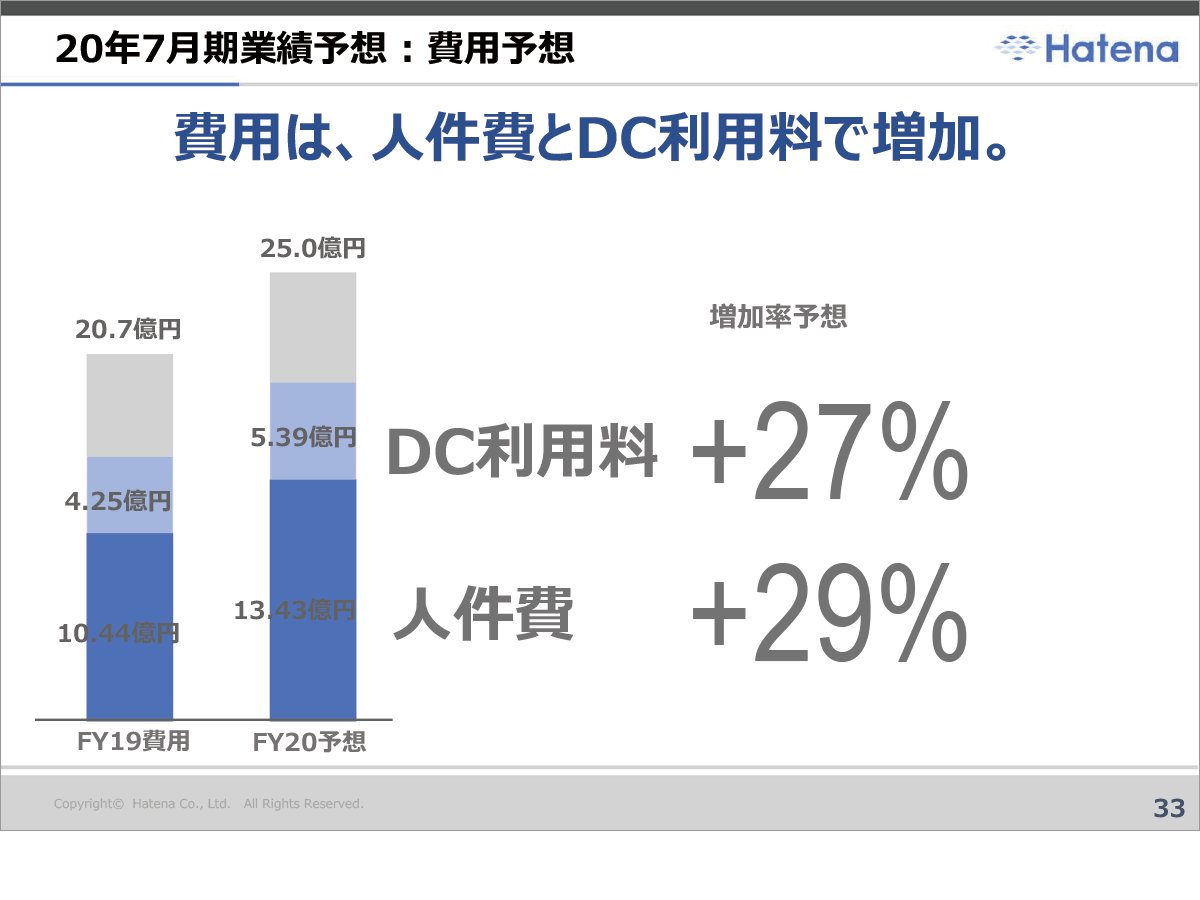 20年7月期業績予想：費用予想
Hatena
費用は、人件費とDC利用料で増加。
25.0億円
20.7億円
増加率予想
5.39億円
DC利用料 +27%
4.25億円
13.43億円
人件費 +29%
10.44億円
FY19費用
FY20予想
Copyright© Hatena Co., Ltd. All Rights Reserved.
33